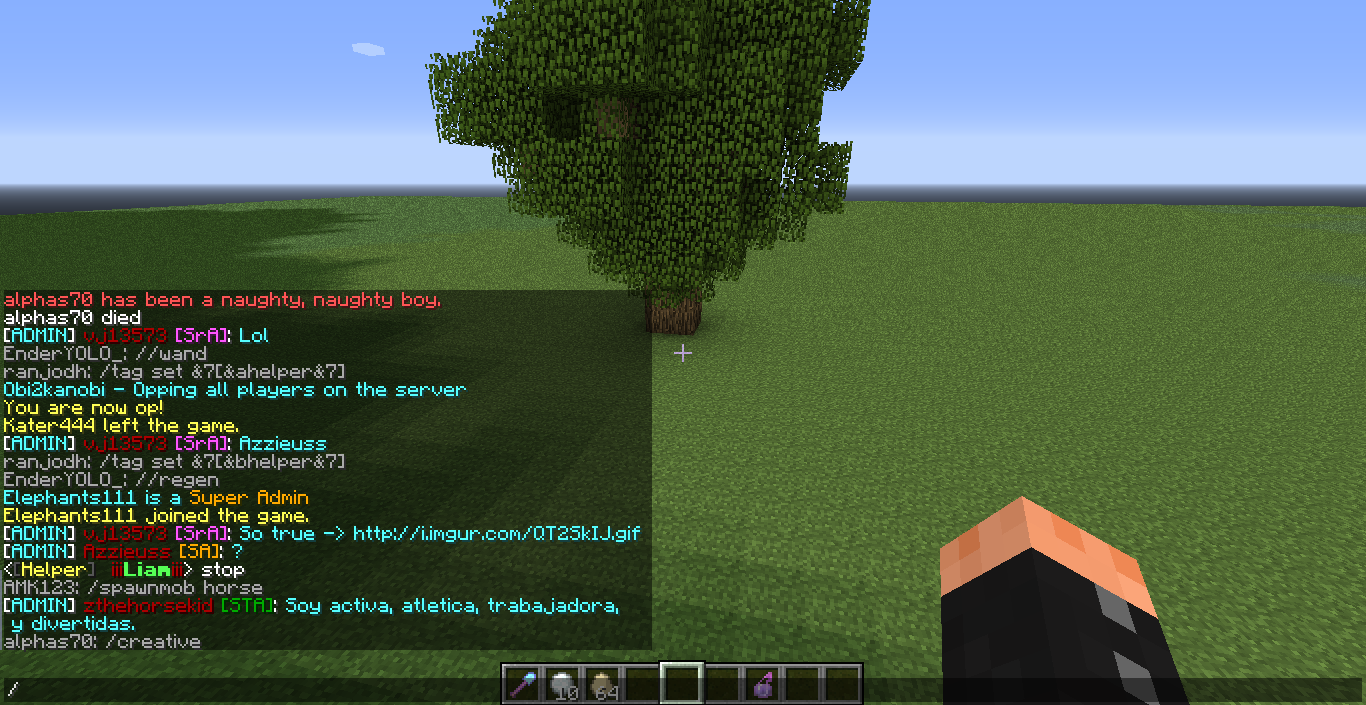 alphas70 has been a naughty, naughty boy.
alphas70 died
[ADMIN] vj13573 [SrA]: Lol
EnderYOLO_: //wand
ranjodh: /tag set &7[&ahelper&7]
Obi2kanobi - Opping all players on the server
You are now op!
Kater444 left the game.
[ADMIN] vj13573 [SrA]: Azzieuss
ranjodh: /tag set &7[&bhelper&7]
EnderYOLO_: //regen
Elephants111 is a Super Admin
Elephants111 joined the game.
[ADMIN] vj13573 [SrA]: So true -> http://i.imgur.com/QT2SkIJ.gif
[ADMIN] Azzieuss [SA]: ?
<[Helper] iiiLiamiii> stop
AMK123: /spawnmob horse
[ADMIN] zthehorsekid [STA]: Soy activa, atletica, trabajadora,
y divertidas.
alphas70: /creative
/
10 64